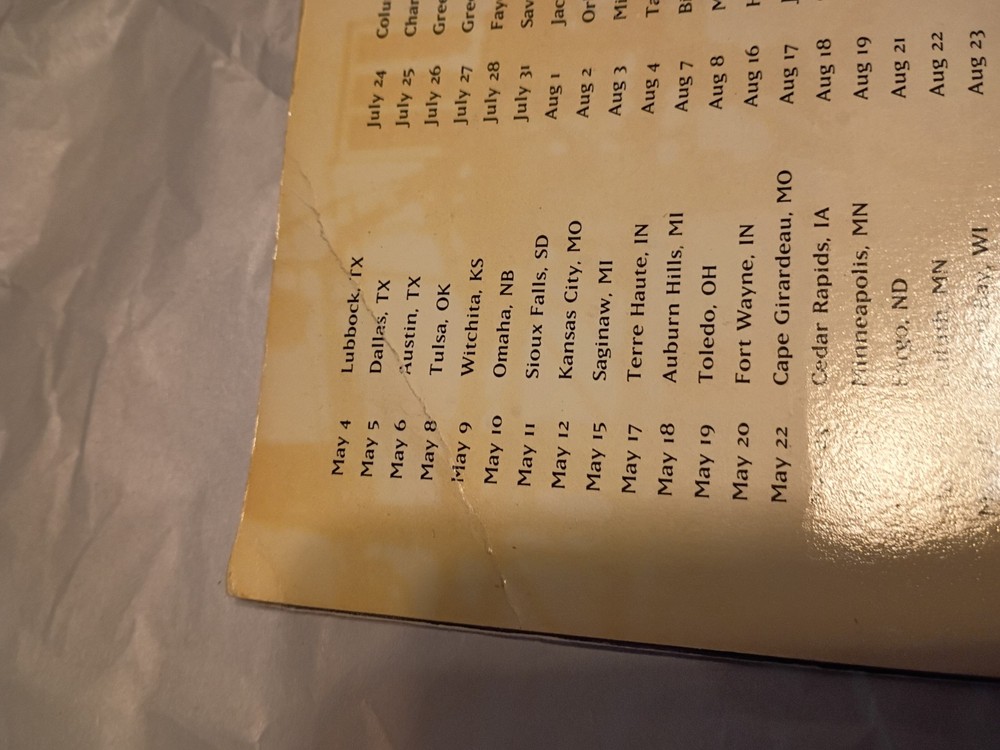 May 4 Lubbock, TX
May 5 Dallas, TX
May 6 Austin, TX
May 8 Tulsa, OK
May 9 Witchita, KS
May 10 Omaha, NB
May 11 Sioux Falls, SD
May 12 Kansas City, MO
May 15 Saginaw, MI
May 17 Terre Haute, IN
May 18 Auburn Hills, MI
May 19 Toledo, OH
May 20 Fort Wayne, IN
May 22 Cape Girardeau, MO
Cedar Rapids, IA
Minneapolis, MN
Fargo, ND
MN
WI
July 24
July 25
July 26
July 27
July 28
July 31
Aug 1
Aug 2
Aug 3
Aug 4
Aug 7
Aug 8
Aug 16
Aug 17
Aug 18
Aug 19
Aug 21
Aug 22
Aug 23